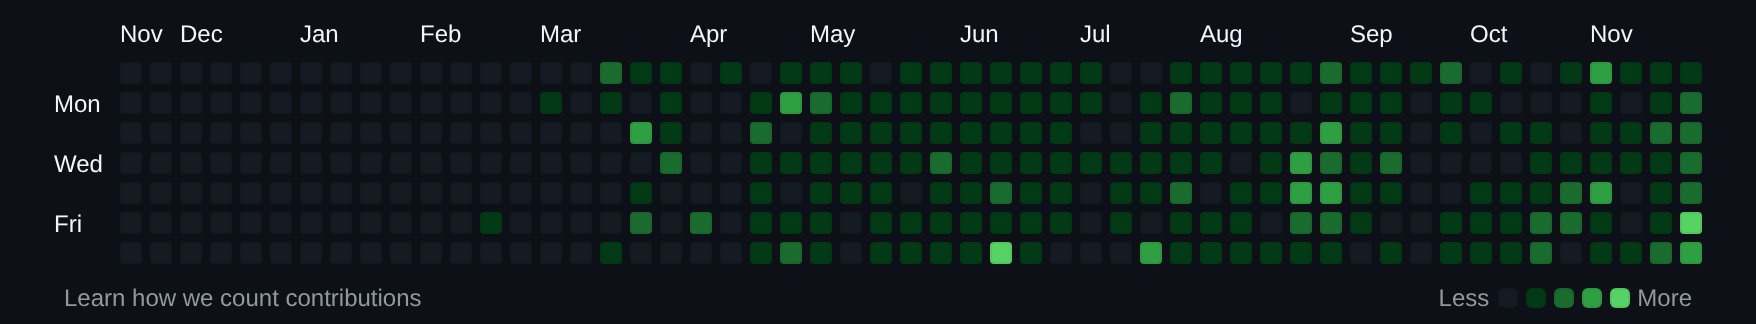 Nov Dec Jan Feb Mar Apr May Jun Jul Aug Sep Oct Nov
Mon
Wed
Fri
Learn how we count contributions
Less More